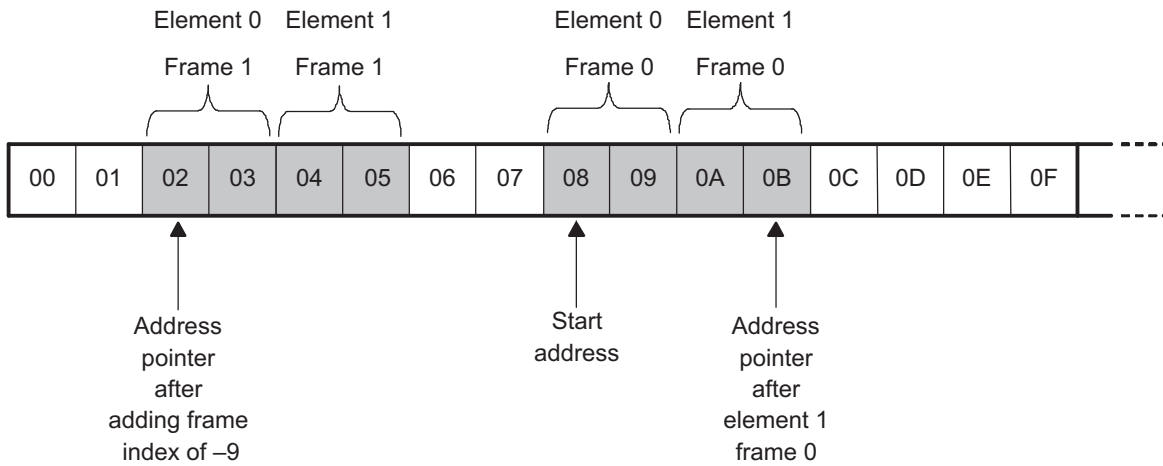 Element 0 Element 1 Element 0 Element 1
Frame 1 Frame 1 Frame 0 Frame 0
00 01 02 03 04 05 06 07 08 09 0A 0B 0C 0D 0E 0F
Address
pointer
after
adding frame
index of –9
Start
address
Address
pointer
after
element 1
frame 0